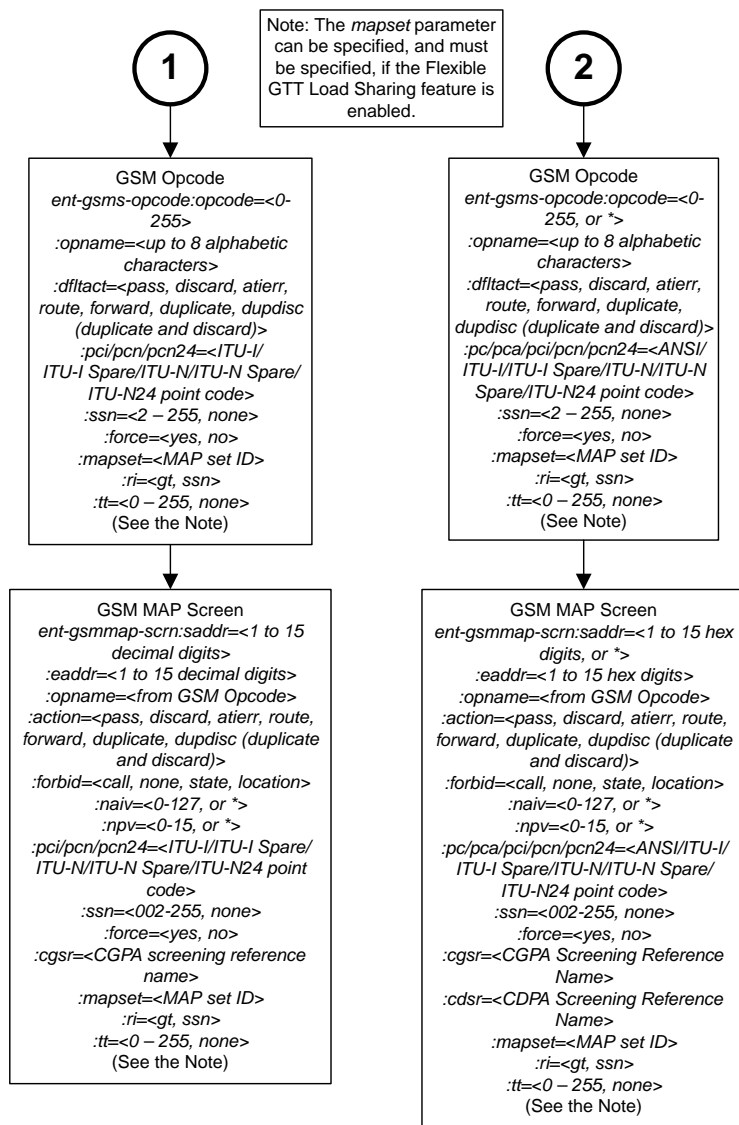 1
Note: The mapset parameter
can be specified, and must
be specified, if the Flexible
GTT Load Sharing feature is
enabled.
2
GSM Opcode
ent-gsms-opcode:opcode=<0-
255>
:opname=<up to 8 alphabetic
characters>
:dfltact=<pass, discard, atierr,
route, forward, duplicate, dupdisc
(duplicate and discard)>
:pci/pcn/pcn24=<ITU-I/
ITU-I Spare/ITU-N/ITU-N Spare/
ITU-N24 point code>
:ssn=<2 – 255, none>
:force=<yes, no>
:mapset=<MAP set ID>
:ri=<gt, ssn>
:tt=<0 – 255, none>
(See the Note)
GSM MAP Screen
ent-gsmmap-scrn:saddr=<1 to 15
decimal digits>
:eaddr=<1 to 15 decimal digits>
:opname=<from GSM Opcode>
:action=<pass, discard, atierr, route,
forward, duplicate, dupdisc (duplicate
and discard)>
:forbid=<call, none, state, location>
:naiv=<0-127, or *>
:npv=<0-15, or *>
:pci/pcn/pcn24=<ITU-I/ITU-I Spare/
ITU-N/ITU-N Spare/ITU-N24 point
code>
:ssn=<002-255, none>
:force=<yes, no>
:cgsr=<CGPA screening reference
name>
:mapset=<MAP set ID>
:ri=<gt, ssn>
:tt=<0 – 255, none>
(See the Note)
GSM Opcode
ent-gsms-opcode:opcode=<0-
255, or *>
:opname=<up to 8 alphabetic
characters>
:dfltact=<pass, discard, atierr,
route, forward, duplicate,
dupdisc (duplicate and discard)>
:pc/pca/pci/pcn/pcn24=<ANSI/
ITU-I/ITU-I Spare/ITU-N/ITU-N
Spare/ITU-N24 point code>
:ssn=<2 – 255, none>
:force=<yes, no>
:mapset=<MAP set ID>
:ri=<gt, ssn>
:tt=<0 – 255, none>
(See Note)
GSM MAP Screen
ent-gsmmap-scrn:saddr=<1 to 15 hex
digits, or *>
:eaddr=<1 to 15 hex digits>
:opname=<from GSM Opcode>
:action=<pass, discard, atierr, route,
forward, duplicate, dupdisc (duplicate
and discard)>
:forbid=<call, none, state, location>
:naiv=<0-127, or *>
:npv=<0-15, or *>
:pc/pca/pci/pcn/pcn24=<ANSI/ITU-I/
ITU-I Spare/ITU-N/ITU-N Spare/
ITU-N24 point code>
:ssn=<002-255, none>
:force=<yes, no>
:cgsr=<CGPA Screening Reference
Name>
:cdsr=<CDPA Screening Reference
Name>
:mapset=<MAP set ID>
:ri=<gt, ssn>
:tt=<0 – 255, none>
(See the Note)